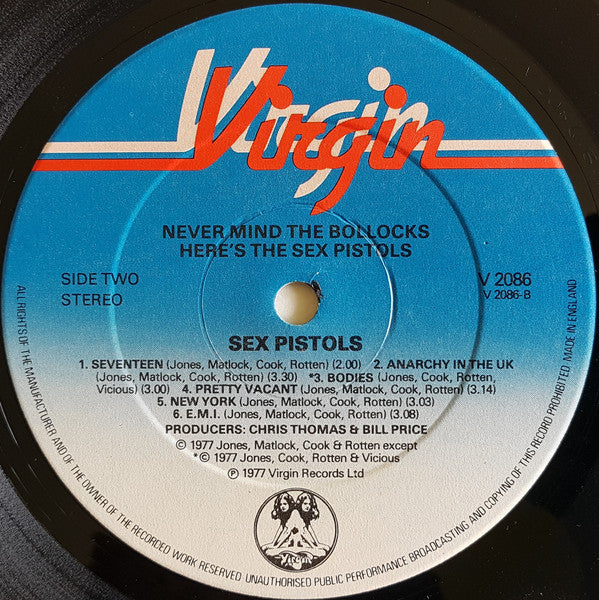 Virgin
NEVER MIND THE BOLLOCKS
HERE'S THE SEX PISTOLS
SIDE TWO
STEREO
V 2086
V 2086-B
SEX PISTOLS
1. SEVENTEEN (Jones, Matlock, Cook, Rotten) (2.00) 2. ANARCHY IN THE UK
(Jones, Matlock, Cook, Rotten) (3.30) *3. BODIES (Jones, Cook, Rotten,
Vicious) (3.00) 4. PRETTY VACANT (Jones, Matlock, Cook, Rotten) (3.14)
5. NEW YORK (Jones, Matlock, Cook, Rotten) (3.03)
6. E.M.I. (Jones, Matlock, Cook, Rotten) (3.08)
PRODUCERS: CHRIS THOMAS & BILL PRICE
© 1977 Jones, Matlock, Cook & Rotten except
*© 1977 Jones, Cook, Rotten & Vicious
℗ 1977 Virgin Records Ltd
Virgin
ALL RIGHTS OF THE MANUFACTURER AND OF THE OWNER OF THE RECORDED WORK RESERVED UNAUTHORISED PUBLIC PERFORMANCE BROADCASTING AND COPYING OF THIS RECORD PROHIBITED MADE IN ENGLAND